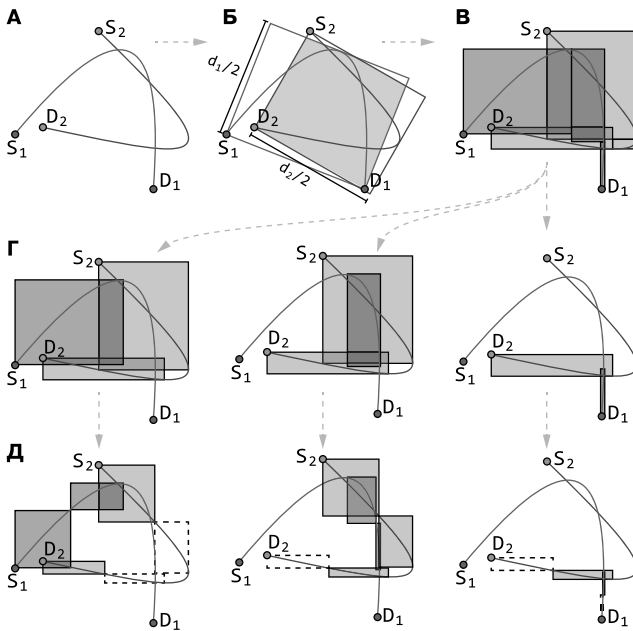 А
S₂
D₂
S₁
D₁
Б
d₁/2
S₂
D₂
S₁
D₁
d₂/2
В
S₂
D₂
S₁
D₁
Г
S₂
D₂
S₁
D₁
S₂
D₂
S₁
D₁
S₂
D₂
S₁
D₁
Д
S₂
D₂
S₁
D₁
S₂
D₂
S₁
D₁
S₂
D₂
S₁
D₁